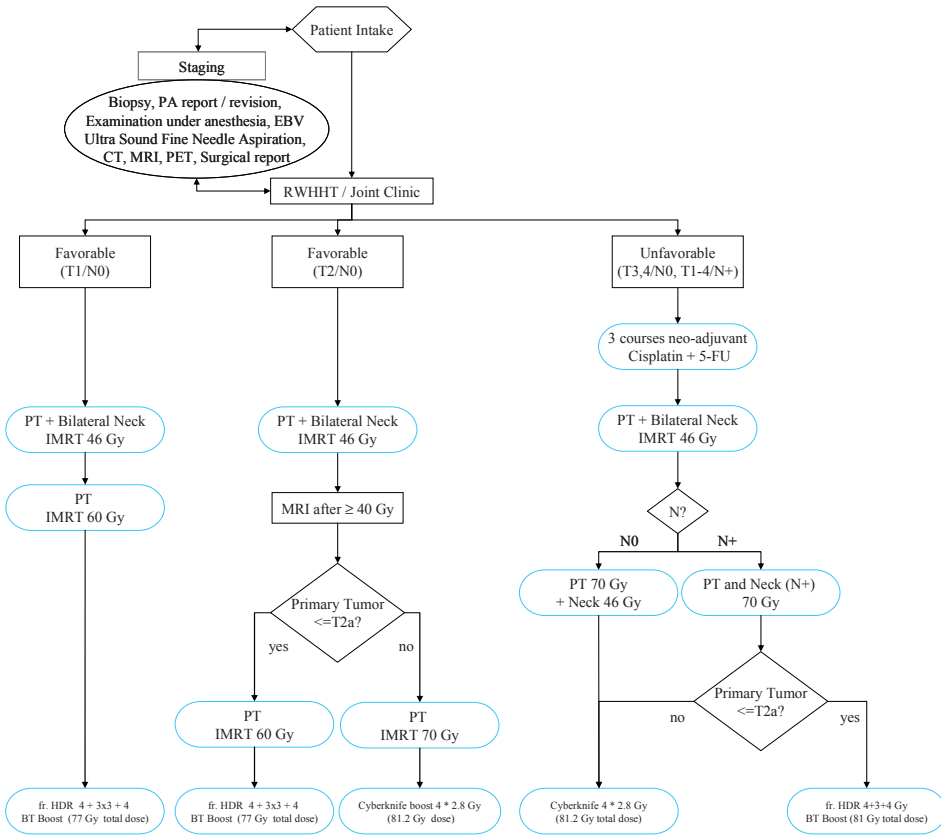 Patient Intake
Staging
Biopsy, PA report / revision,
Examination under anesthesia, EBV
Ultra Sound Fine Needle Aspiration,
CT, MRI, PET, Surgical report
RWHHT / Joint Clinic
Favorable
(T1/N0)
Favorable
(T2/N0)
Unfavorable
(T3,4/N0, T1-4/N+)
3 courses neo-adjuvant
Cisplatin + 5-FU
PT + Bilateral Neck
IMRT 46 Gy
PT + Bilateral Neck
IMRT 46 Gy
PT + Bilateral Neck
IMRT 46 Gy
PT
IMRT 60 Gy
MRI after ≥ 40 Gy
N?
N0
N+
PT 70 Gy
+ Neck 46 Gy
PT and Neck (N+)
70 Gy
Primary Tumor
<=T2a?
yes
no
Primary Tumor
<=T2a?
no
yes
PT
IMRT 60 Gy
PT
IMRT 70 Gy
fr. HDR 4 + 3x3 + 4
BT Boost (77 Gy total dose)
fr. HDR 4 + 3x3 + 4
BT Boost (77 Gy total dose)
Cyberknife boost 4 * 2.8 Gy
(81.2 Gy dose)
Cyberknife 4 * 2.8 Gy
(81.2 Gy total dose)
fr. HDR 4+3+4 Gy
BT Boost (81 Gy total dose)